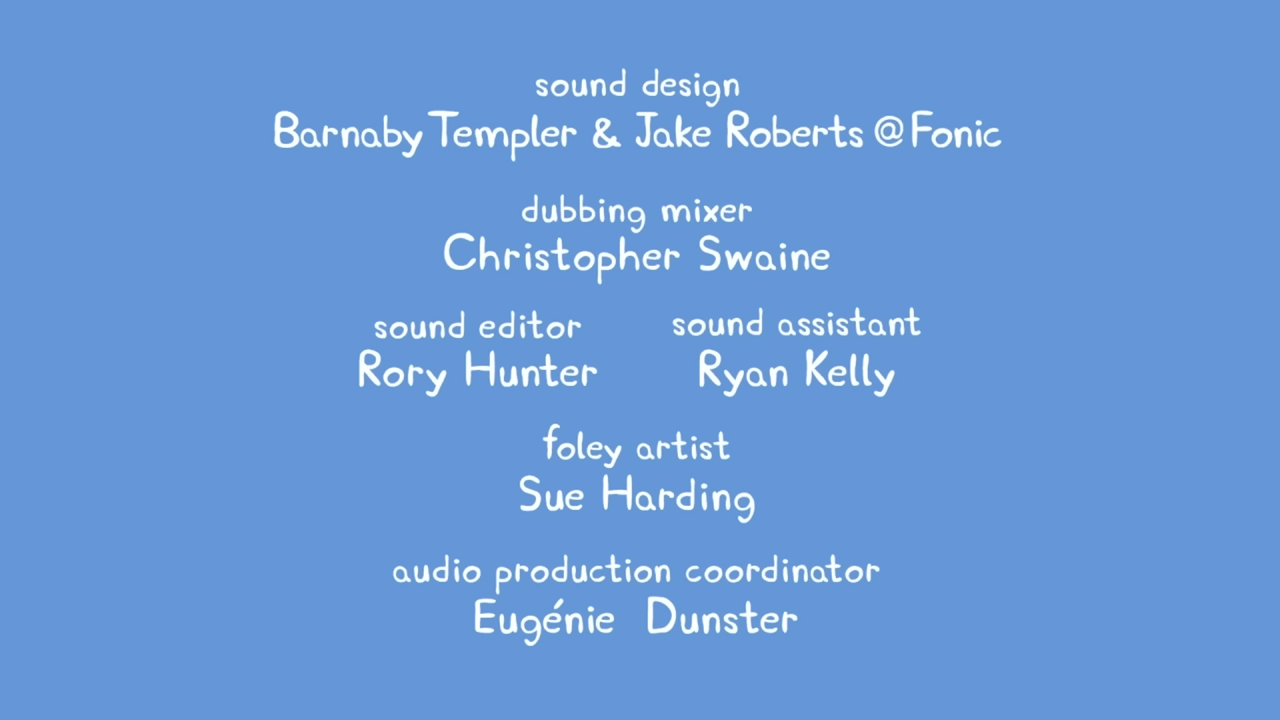 sound design
Barnaby Templer & Jake Roberts @ Fonic
dubbing mixer
Christopher Swaine
sound editor
Rory Hunter
sound assistant
Ryan Kelly
foley artist
Sue Harding
audio production coordinator
Eugénie Dunster